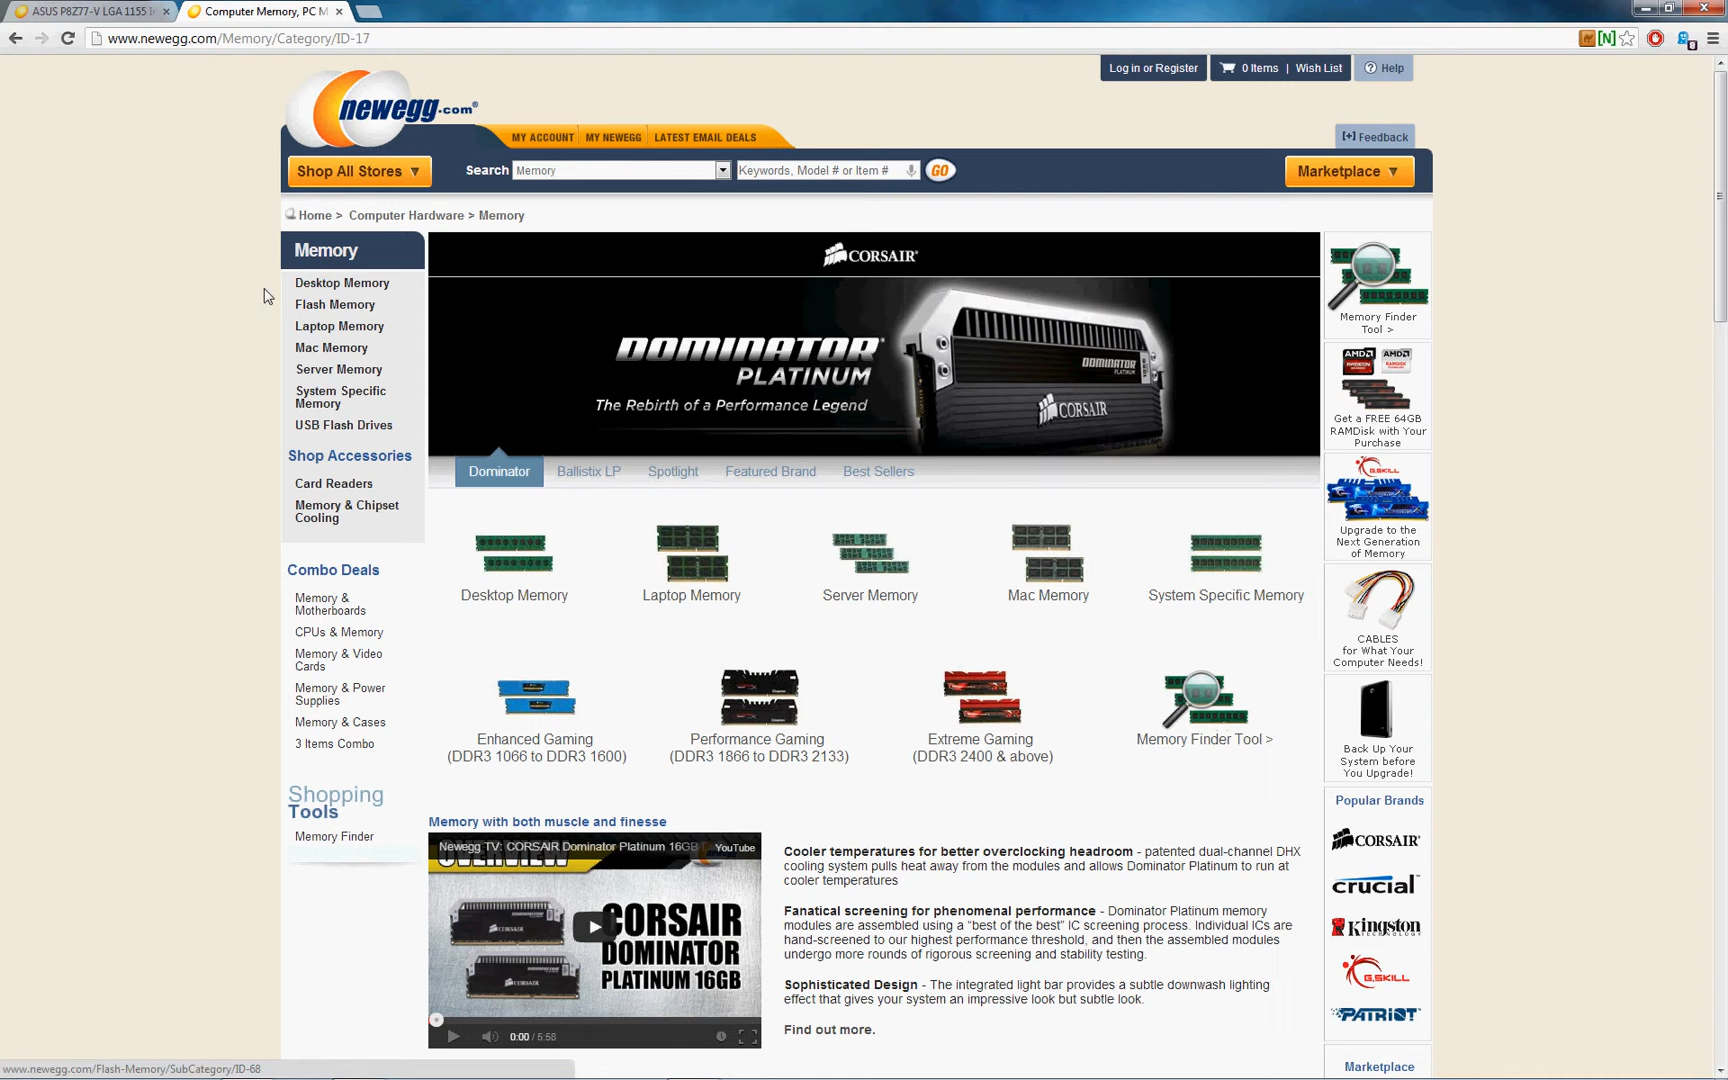 ASUS P8Z77-V LGA 1155
Computer Memory, PC M
www.newegg.com/Memory/Category/ID-17
Log in or Register
0 Items | Wish List
Help
newegg.com
MY ACCOUNT
MY NEWEGG
LATEST EMAIL DEALS
[+] Feedback
Shop All Stores ▼
Search
Memory
Keywords, Model # or Item #
GO
Marketplace ▼
Home > Computer Hardware > Memory
Memory
Desktop Memory
Flash Memory
Laptop Memory
Mac Memory
Server Memory
System Specific
Memory
USB Flash Drives
Shop Accessories
Card Readers
Memory & Chipset
Cooling
Combo Deals
Memory &
Motherboards
CPUs & Memory
Memory & Video
Cards
Memory & Power
Supplies
Memory & Cases
3 Items Combo
Shopping
Tools
Memory Finder
CORSAIR
DOMINATOR
PLATINUM
The Rebirth of a Performance Legend
DOMINATOR
PLATINUM
CORSAIR
Dominator
Ballistix LP
Spotlight
Featured Brand
Best Sellers
Desktop Memory
Laptop Memory
Server Memory
Mac Memory
System Specific Memory
Enhanced Gaming
(DDR3 1066 to DDR3 1600)
Performance Gaming
(DDR3 1866 to DDR3 2133)
Extreme Gaming
(DDR3 2400 & above)
Memory Finder Tool >
Memory with both muscle and finesse
OVERVIEW
Newegg TV: CORSAIR Dominator Platinum 16GB
YouTube
CORSAIR
DOMINATOR
PLATINUM 16GB
0:00 / 5:58
Cooler temperatures for better overclocking headroom - patented dual-channel DHX
cooling system pulls heat away from the modules and allows Dominator Platinum to run at
cooler temperatures
Fanatical screening for phenomenal performance - Dominator Platinum memory
modules are assembled using a “best of the best” IC screening process. Individual ICs are
hand-screened to our highest performance threshold, and then the assembled modules
undergo more rounds of rigorous screening and stability testing.
Sophisticated Design - The integrated light bar provides a subtle downwash lighting
effect that gives your system an impressive look but subtle look.
Find out more.
Memory Finder
Tool >
AMD
RADEON
AMD
RAMDISK
Get a FREE 64GB
RAMDisk with Your
Purchase
G.SKILL
Upgrade to the
Next Generation
of Memory
CABLES
for What Your
Computer Needs!
Back Up Your
System before
You Upgrade!
Popular Brands
CORSAIR
crucial
Kingston
TECHNOLOGY
G.SKILL
PATRIOT
Marketplace
www.newegg.com/Flash-Memory/SubCategory/ID-68